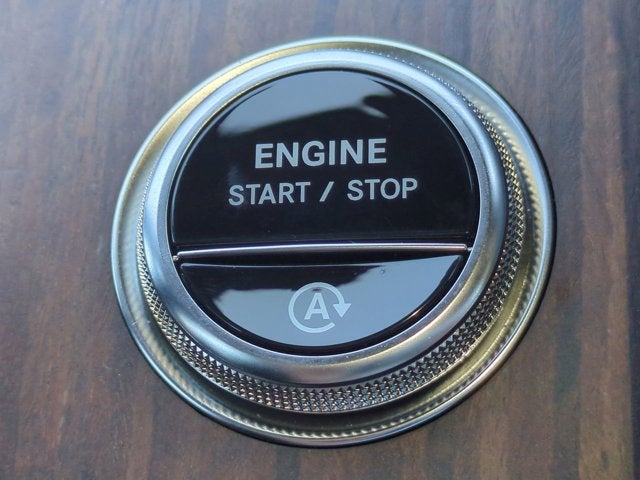 ENGINE
START / STOP
A